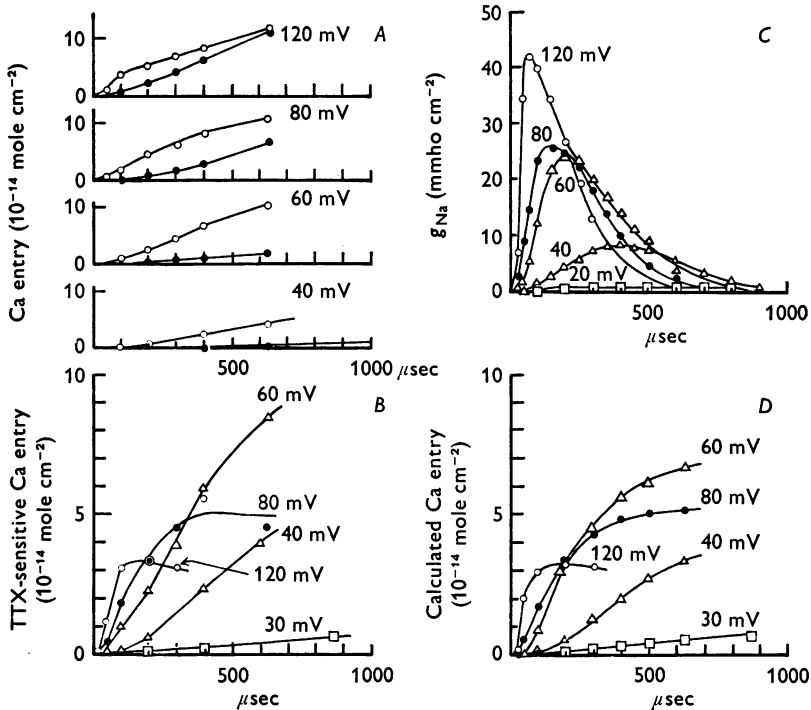 A
Ca entry (10⁻¹⁴ mole cm⁻²)
10
0
120 mV
10
0
80 mV
10
0
60 mV
10
0
40 mV
500
1000 μsec
B
TTX-sensitive Ca entry
(10⁻¹⁴ mole cm⁻²)
10
5
0
60 mV
80 mV
40 mV
120 mV
30 mV
500
1000
μsec
C
gNa (mmho cm⁻²)
50
40
30
20
10
0
120 mV
80
60
40
20 mV
500
1000
μsec
D
Calculated Ca entry
(10⁻¹⁴ mole cm⁻²)
10
5
0
60 mV
80 mV
120 mV
40 mV
30 mV
500
1000
μsec